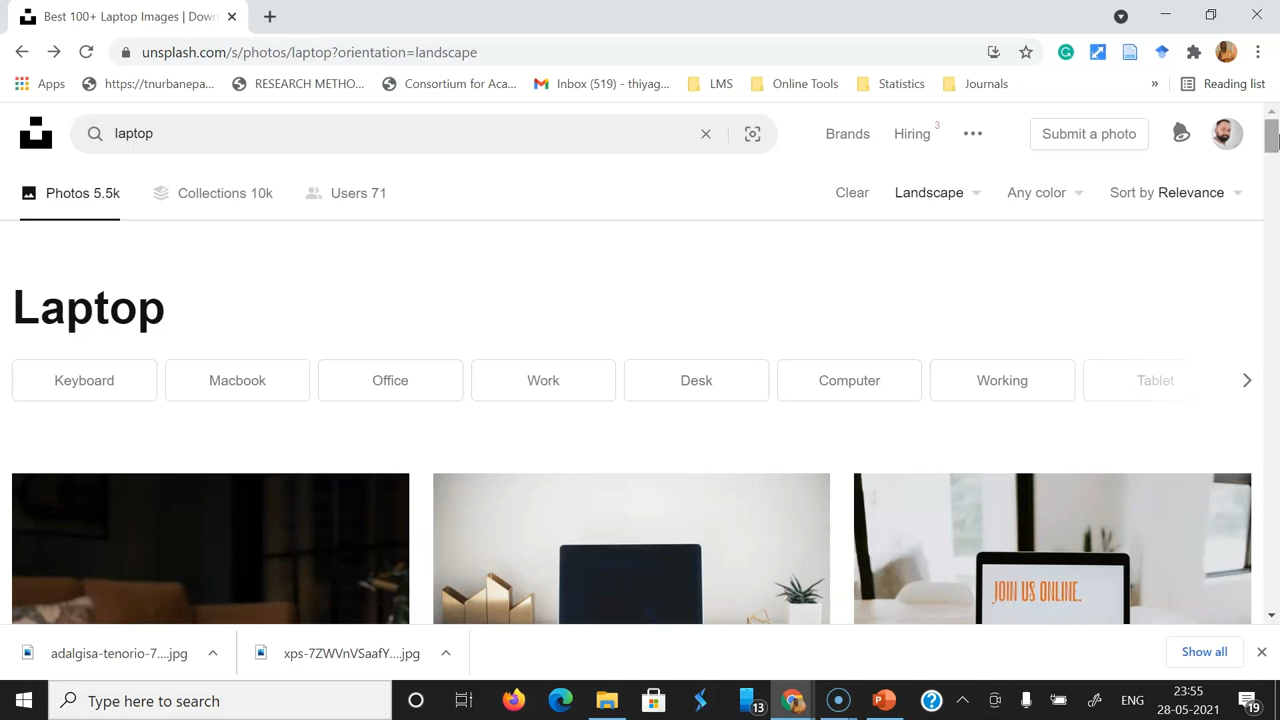 Best 100+ Laptop Images | Down
unsplash.com/s/photos/laptop?orientation=landscape
Apps https://tnurbanepa... RESEARCH METHO... Consortium for Aca... Inbox (519) - thiyag... LMS Online Tools Statistics Journals » Reading list
laptop Brands Hiring 3 Submit a photo
Photos 5.5k Collections 10k Users 71 Clear Landscape Any color Sort by Relevance
Laptop
Keyboard Macbook Office Work Desk Computer Working Tablet
JOIN US ONLINE.
adalgisa-tenorio-7....jpg xps-7ZWVnVSaafY....jpg Show all
Type here to search 13 ENG 23:55
28-05-2021 19